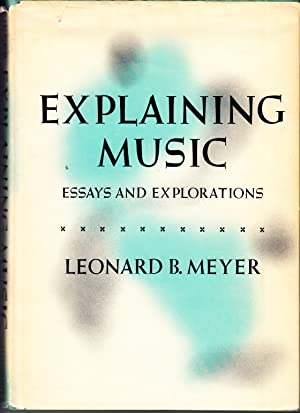 EXPLAINING
MUSIC
ESSAYS AND EXPLORATIONS
× × × × × × × × × × ×
LEONARD B. MEYER